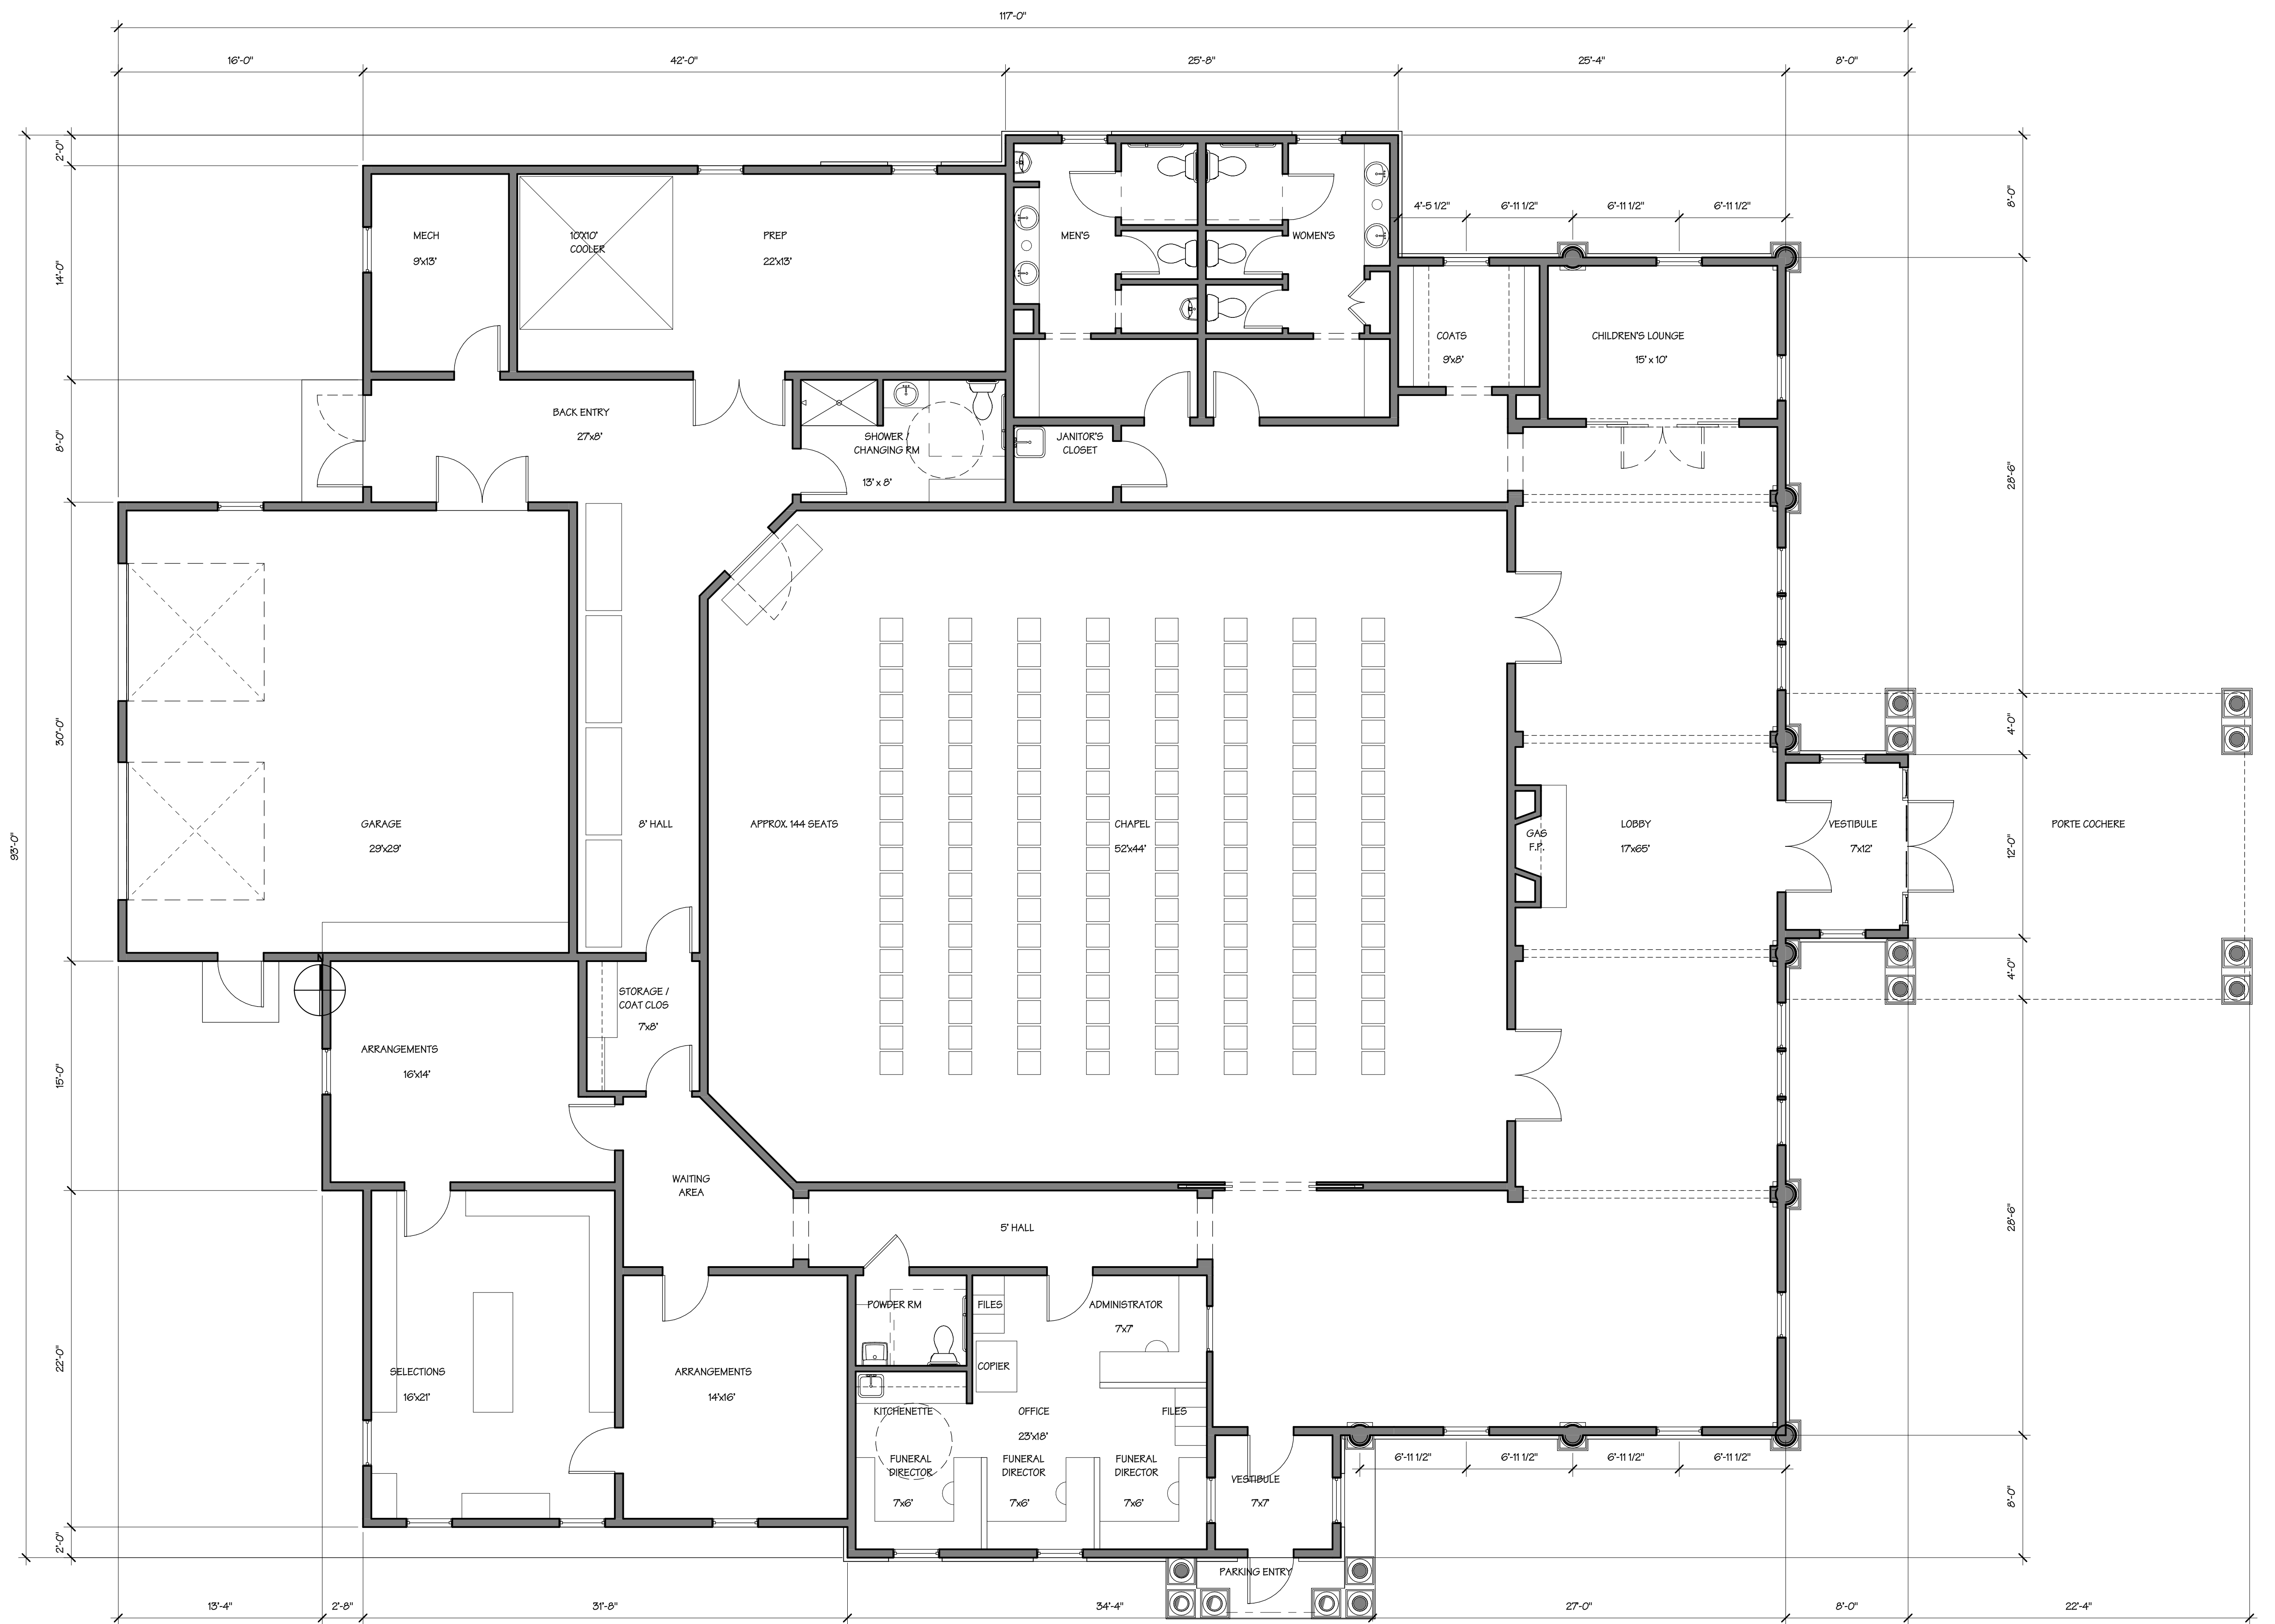 117'-0"
16'-0" 42'-0" 25'-8" 25'-4" 8'-0"
2'-0"
14'-0"
8'-0"
30'-0"
93'-0"
15'-0"
22'-0"
2'-0"
4'-5 1/2" 6'-11 1/2" 6'-11 1/2" 6'-11 1/2"
8'-0"
28'-6"
4'-0"
12'-0"
4'-0"
28'-6"
8'-0"
MECH
9'x13'
10'X10'
COOLER
PREP
22'x13'
MEN'S
WOMEN'S
COATS
9'x8'
CHILDREN'S LOUNGE
15' x 10'
BACK ENTRY
27'x8'
SHOWER /
CHANGING RM
13' x 8'
JANITOR'S
CLOSET
GARAGE
29'x29'
8' HALL
APPROX. 144 SEATS
CHAPEL
52'x44'
GAS
F.P.
LOBBY
17'x65'
VESTIBULE
7'x12'
PORTE COCHERE
N
STORAGE /
COAT CLOS
7'x8'
ARRANGEMENTS
16'x14'
WAITING
AREA
5' HALL
POWDER RM
FILES
ADMINISTRATOR
7'x7'
COPIER
SELECTIONS
16'x21'
ARRANGEMENTS
14'x16'
KITCHENETTE
OFFICE
23'x18'
FILES
FUNERAL
DIRECTOR
7'x6'
FUNERAL
DIRECTOR
7'x6'
FUNERAL
DIRECTOR
7'x6'
VESTIBULE
7'x7'
6'-11 1/2" 6'-11 1/2" 6'-11 1/2" 6'-11 1/2"
PARKING ENTRY
13'-4" 2'-8" 31'-8" 34'-4" 27'-0" 8'-0" 22'-4"